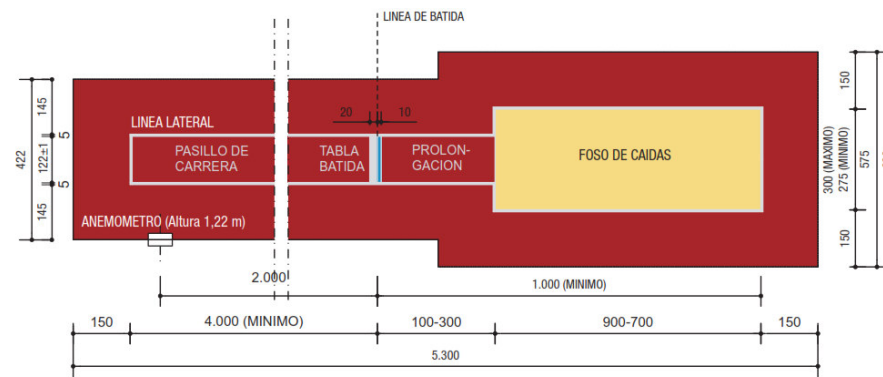 LINEA DE BATIDA
20
10
LINEA LATERAL
PASILLO DE
CARRERA
TABLA
BATIDA
PROLON-
GACION
FOSO DE CAIDAS
ANEMOMETRO (Altura 1,22 m)
422
145
5
122±1
5
145
150
300 (MAXIMO)
275 (MINIMO)
150
575
2.000
1.000 (MINIMO)
150
4.000 (MINIMO)
100-300
900-700
150
5.300